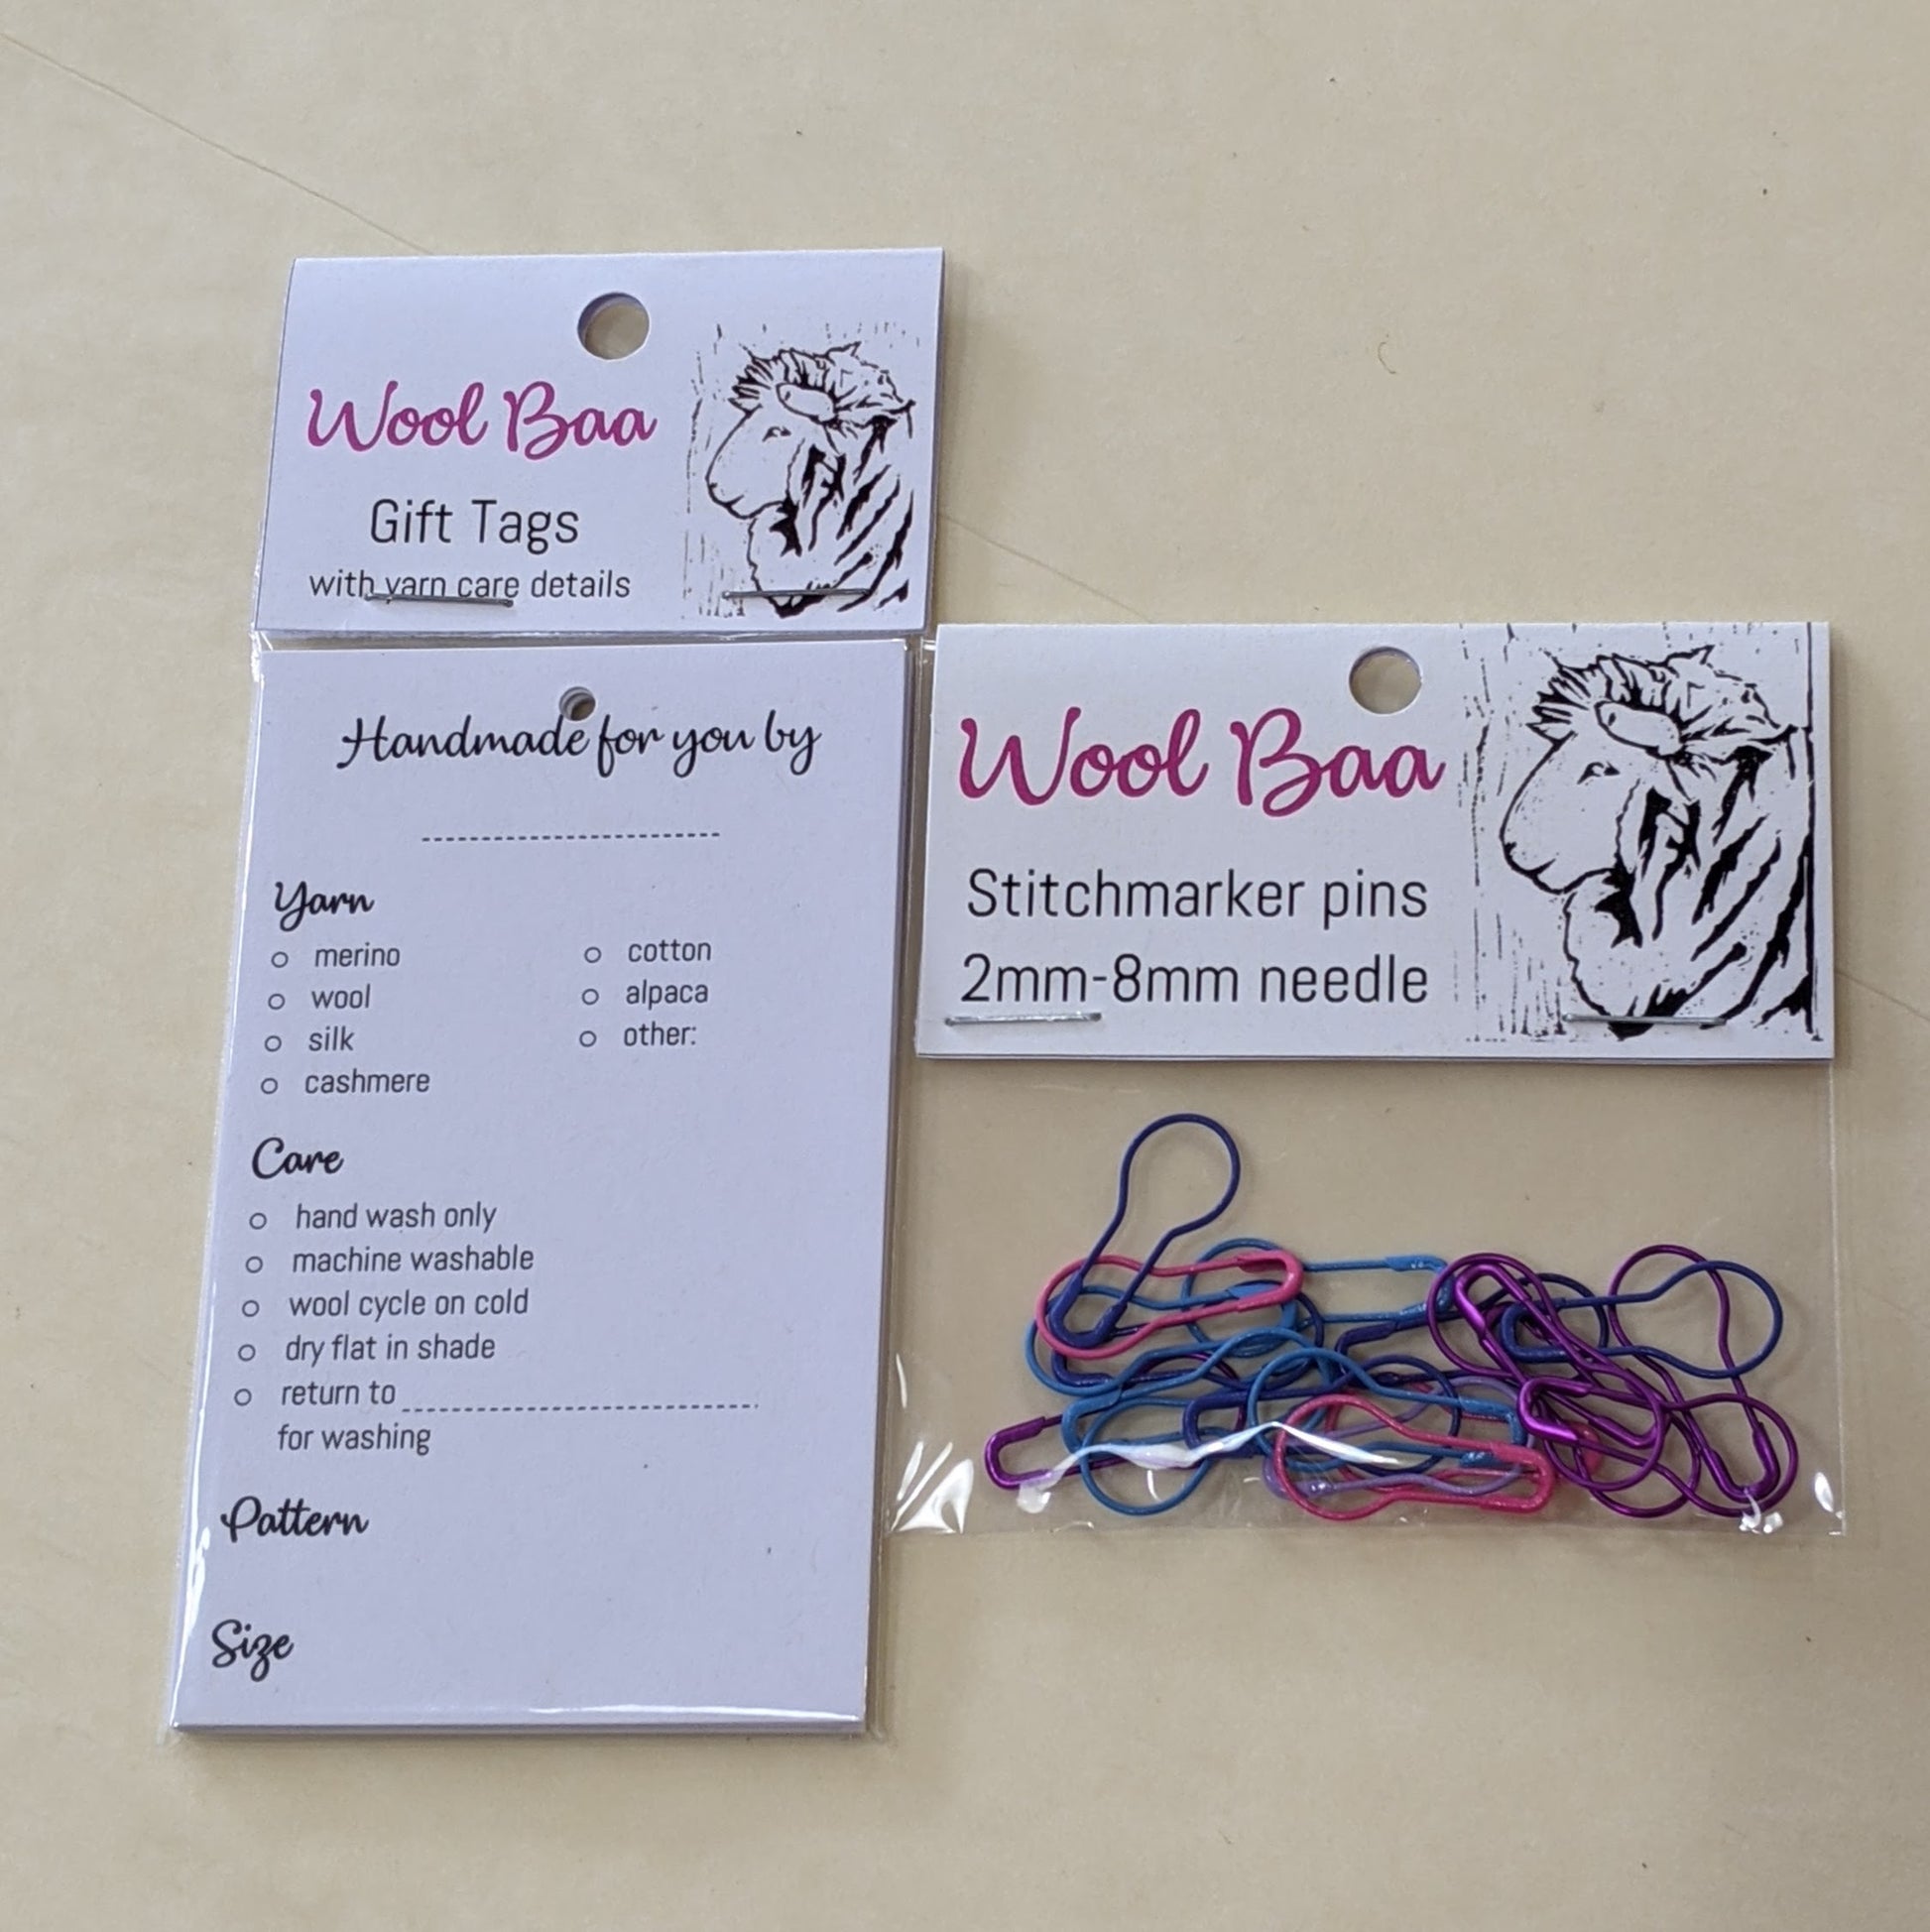 Wool Baa
Gift Tags
with yarn care details
Handmade for you by
Yarn
merino
wool
silk
cashmere
cotton
alpaca
other:
Care
hand wash only
machine washable
wool cycle on cold
dry flat in shade
return to
for washing
Pattern
Size
Wool Baa
Stitchmarker pins
2mm-8mm needle